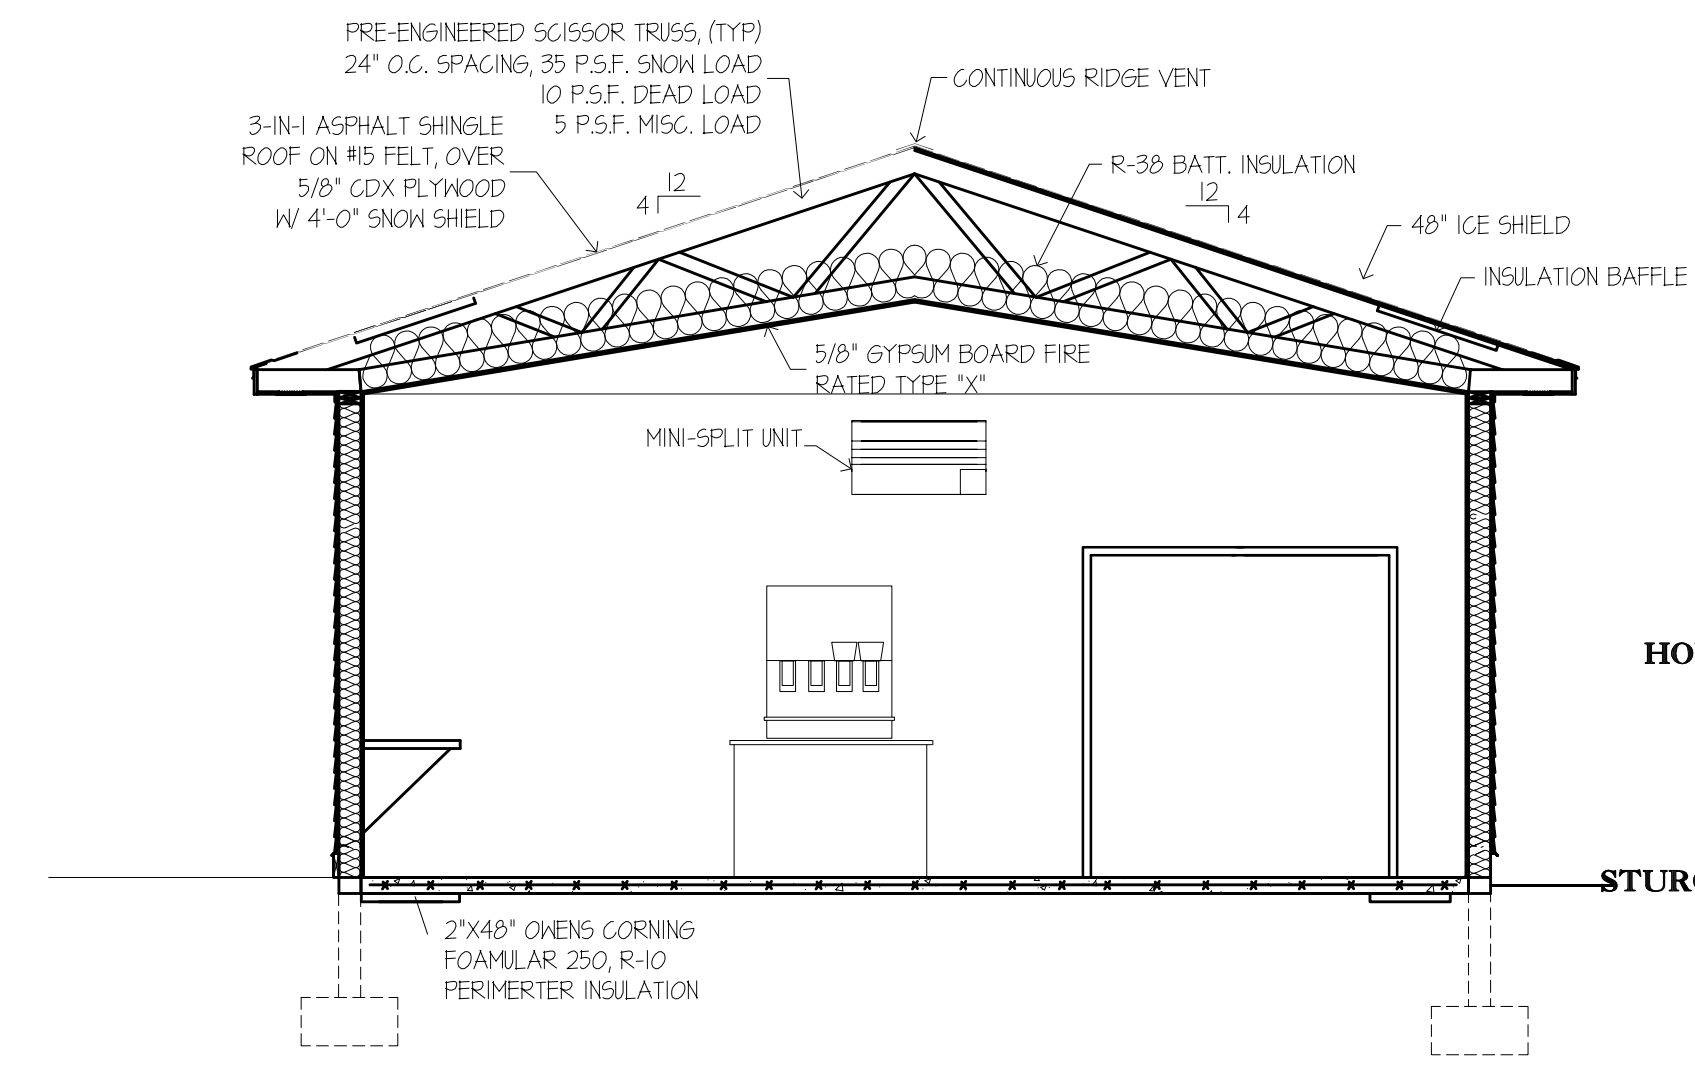 PRE-ENGINEERED SCISSOR TRUSS, (TYP)
24" O.C. SPACING, 35 P.S.F. SNOW LOAD
10 P.S.F. DEAD LOAD
5 P.S.F. MISC. LOAD
CONTINUOUS RIDGE VENT
3-IN-1 ASPHALT SHINGLE
ROOF ON #15 FELT, OVER
5/8" CDX PLYWOOD
W/ 4'-0" SNOW SHIELD
12
4
R-38 BATT. INSULATION
12
4
48" ICE SHIELD
INSULATION BAFFLE
5/8" GYPSUM BOARD FIRE
RATED TYPE "X"
MINI-SPLIT UNIT
HO
STUR
2"X48" OWENS CORNING
FOAMULAR 250, R-10
PERIMERTER INSULATION